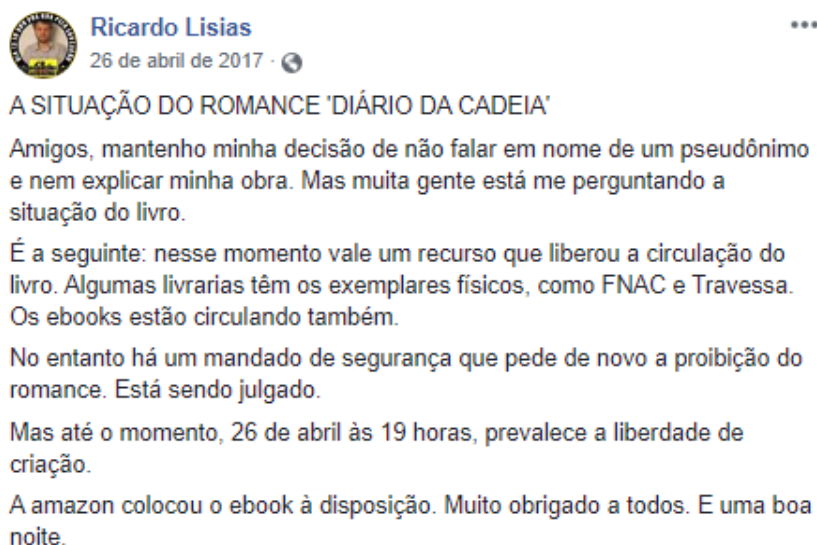 Ricardo Lisias
26 de abril de 2017 ·
A SITUAÇÃO DO ROMANCE 'DIÁRIO DA CADEIA'
Amigos, mantenho minha decisão de não falar em nome de um pseudônimo
e nem explicar minha obra. Mas muita gente está me perguntando a
situação do livro.
É a seguinte: nesse momento vale um recurso que liberou a circulação do
livro. Algumas livrarias têm os exemplares físicos, como FNAC e Travessa.
Os ebooks estão circulando também.
No entanto há um mandado de segurança que pede de novo a proibição do
romance. Está sendo julgado.
Mas até o momento, 26 de abril às 19 horas, prevalece a liberdade de
criação.
A amazon colocou o ebook à disposição. Muito obrigado a todos. E uma boa
noite.